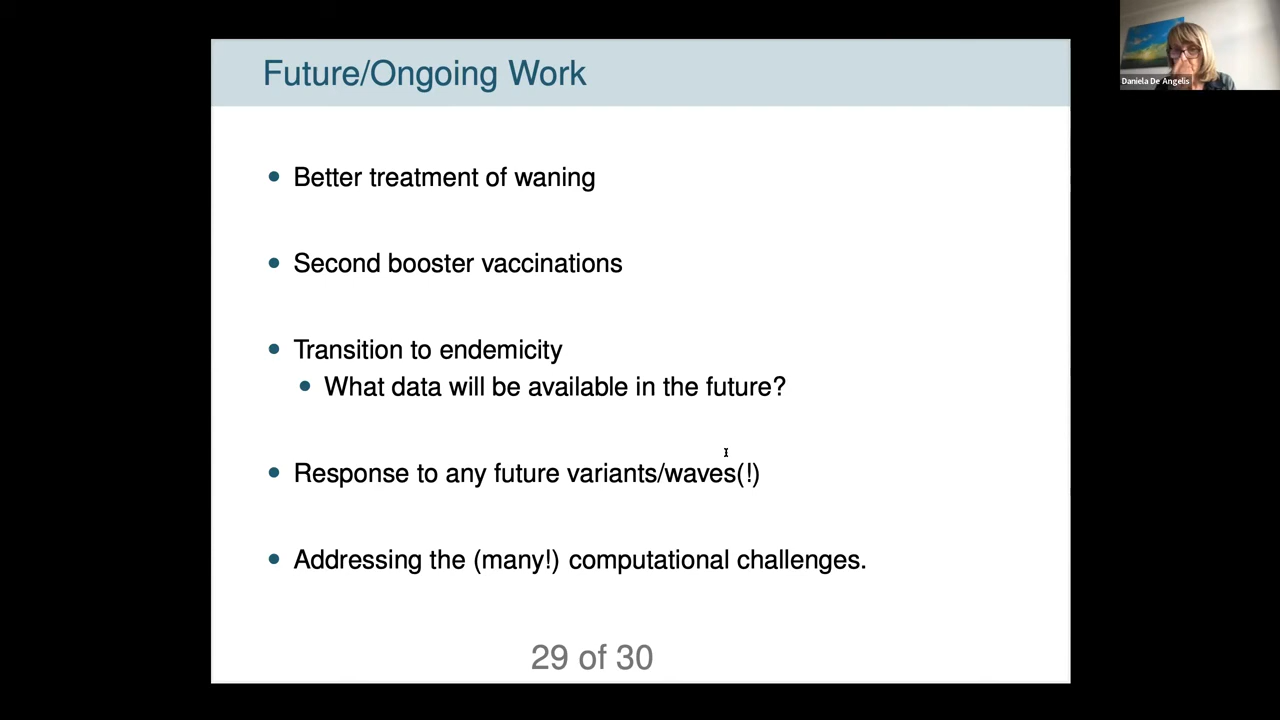 Future/Ongoing Work
Daniela De Angelis
• Better treatment of waning
• Second booster vaccinations
• Transition to endemicity
• What data will be available in the future?
• Response to any future variants/waves(!)
• Addressing the (many!) computational challenges.
29 of 30